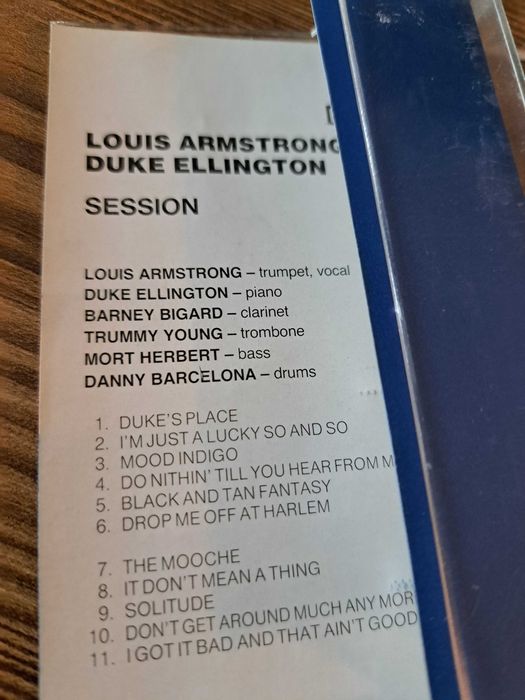 [
LOUIS ARMSTRONG
DUKE ELLINGTON
SESSION
LOUIS ARMSTRONG – trumpet, vocal
DUKE ELLINGTON – piano
BARNEY BIGARD – clarinet
TRUMMY YOUNG – trombone
MORT HERBERT – bass
DANNY BARCELONA – drums
1. DUKE'S PLACE
2. I'M JUST A LUCKY SO AND SO
3. MOOD INDIGO
4. DO NITHIN' TILL YOU HEAR FROM M
5. BLACK AND TAN FANTASY
6. DROP ME OFF AT HARLEM
7. THE MOOCHE
8. IT DON'T MEAN A THING
9. SOLITUDE
10. DON'T GET AROUND MUCH ANY MOR
11. I GOT IT BAD AND THAT AIN'T GOOD